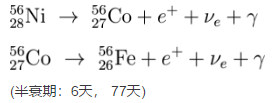 ⁵⁶₂₈Ni → ⁵⁶₂₇Co + e⁺ + νₑ + γ
⁵⁶₂₇Co → ⁵⁶₂₆Fe + e⁺ + νₑ + γ
(半衰期：6天， 77天)